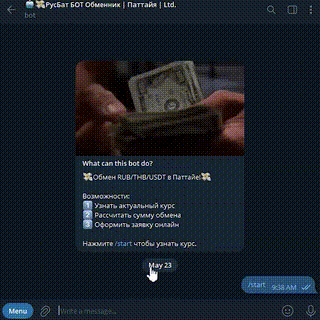 РусБат БОТ Обменник | Паттайя | Ltd.
bot
What can this bot do?
💸Обмен RUB/THB/USDT в Паттайе💸
Возможности:
1️⃣ Узнать актуальный курс
2️⃣ Рассчитать сумму обмена
3️⃣ Оформить заявку онлайн
Нажмите /start чтобы узнать курс.
May 23
/start 9:38 AM
Menu
Write a message...